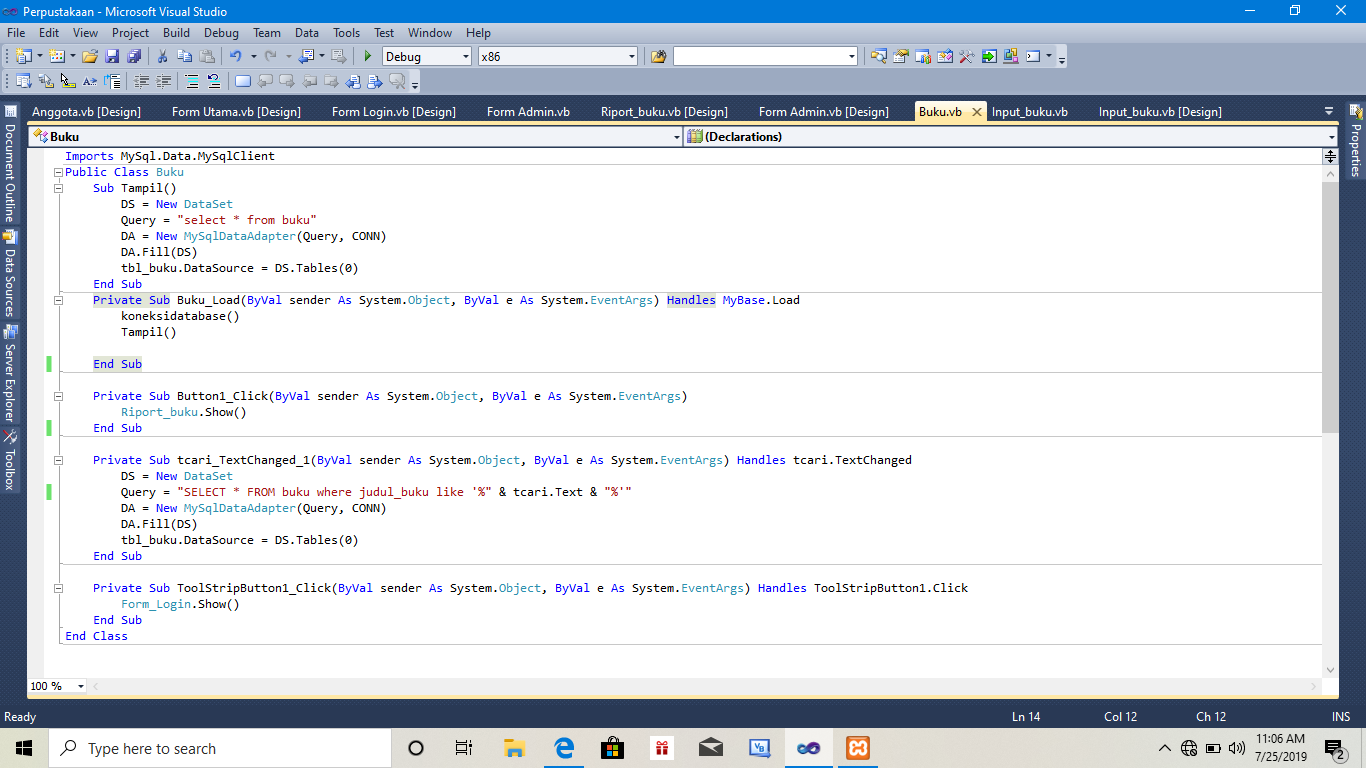 Perpustakaan - Microsoft Visual Studio
File Edit View Project Build Debug Team Data Tools Test Window Help
Debug x86
Anggota.vb [Design] Form Utama.vb [Design] Form Login.vb [Design] Form Admin.vb Riport_buku.vb [Design] Form Admin.vb [Design] Buku.vb Input_buku.vb Input_buku.vb [Design]
Buku (Declarations)
Document Outline
Data Sources
Server Explorer
Toolbox
Properties
Imports MySql.Data.MySqlClient
Public Class Buku
Sub Tampil()
DS = New DataSet
Query = "select * from buku"
DA = New MySqlDataAdapter(Query, CONN)
DA.Fill(DS)
tbl_buku.DataSource = DS.Tables(0)
End Sub
Private Sub Buku_Load(ByVal sender As System.Object, ByVal e As System.EventArgs) Handles MyBase.Load
koneksidatabase()
Tampil()
End Sub
Private Sub Button1_Click(ByVal sender As System.Object, ByVal e As System.EventArgs)
Riport_buku.Show()
End Sub
Private Sub tcari_TextChanged_1(ByVal sender As System.Object, ByVal e As System.EventArgs) Handles tcari.TextChanged
DS = New DataSet
Query = "SELECT * FROM buku where judul_buku like '%" & tcari.Text & "%'"
DA = New MySqlDataAdapter(Query, CONN)
DA.Fill(DS)
tbl_buku.DataSource = DS.Tables(0)
End Sub
Private Sub ToolStripButton1_Click(ByVal sender As System.Object, ByVal e As System.EventArgs) Handles ToolStripButton1.Click
Form_Login.Show()
End Sub
End Class
100 %
Ready Ln 14 Col 12 Ch 12 INS
Type here to search
11:06 AM
7/25/2019
2